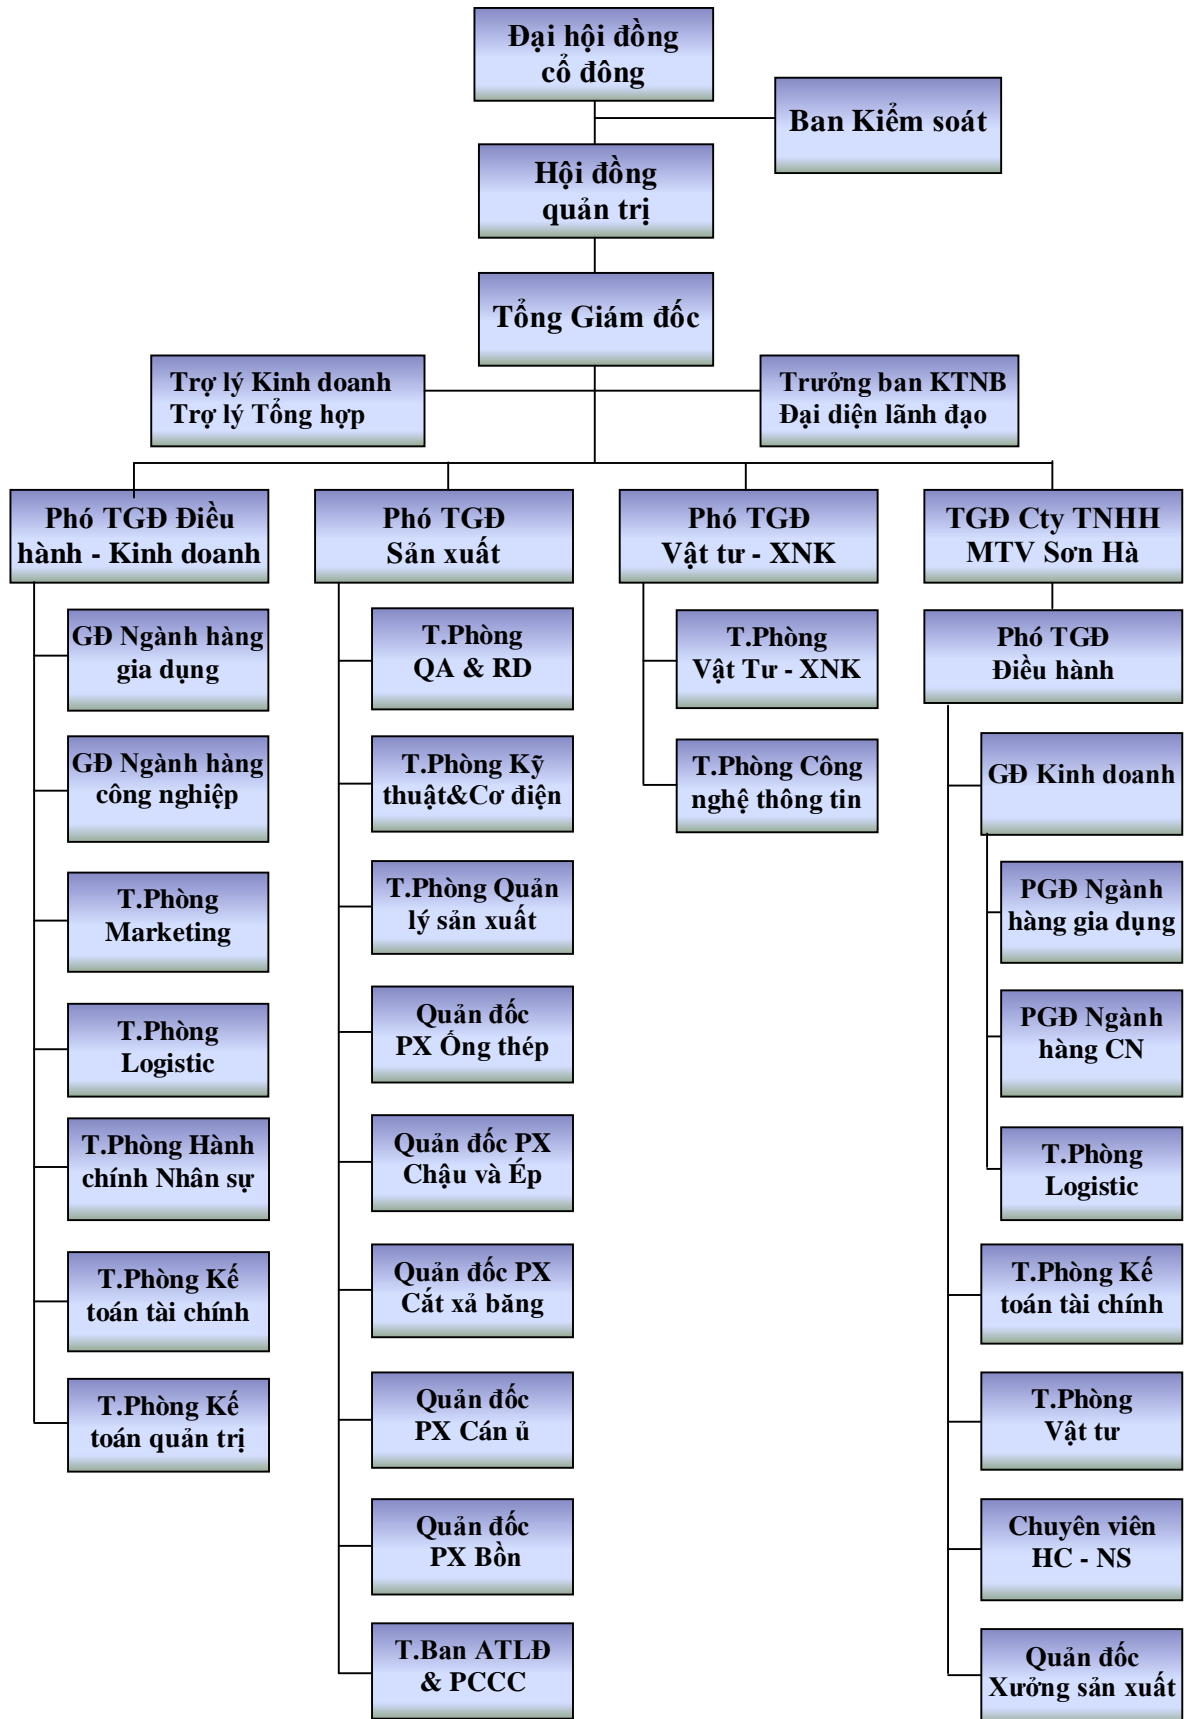 Đại hội đồng
cổ đông
Ban Kiểm soát
Hội đồng
quản trị
Tổng Giám đốc
Trợ lý Kinh doanh
Trợ lý Tổng hợp
Trưởng ban KTNB
Đại diện lãnh đạo
Phó TGĐ Điều
hành - Kinh doanh
GĐ Ngành hàng
gia dụng
GĐ Ngành hàng
công nghiệp
T.Phòng
Marketing
T.Phòng
Logistic
T.Phòng Hành
chính Nhân sự
T.Phòng Kế
toán tài chính
T.Phòng Kế
toán quản trị
Phó TGĐ
Sản xuất
T.Phòng
QA & RD
T.Phòng Kỹ
thuật&Cơ điện
T.Phòng Quản
lý sản xuất
Quản đốc
PX Ống thép
Quản đốc PX
Chậu và Ép
Quản đốc PX
Cắt xả băng
Quản đốc
PX Cán ủ
Quản đốc
PX Bồn
T.Ban ATLĐ
& PCCC
Phó TGĐ
Vật tư - XNK
T.Phòng
Vật Tư - XNK
T.Phòng Công
nghệ thông tin
TGĐ Cty TNHH
MTV Sơn Hà
Phó TGĐ
Điều hành
GĐ Kinh doanh
PGĐ Ngành
hàng gia dụng
PGĐ Ngành
hàng CN
T.Phòng
Logistic
T.Phòng Kế
toán tài chính
T.Phòng
Vật tư
Chuyên viên
HC - NS
Quản đốc
Xưởng sản xuất